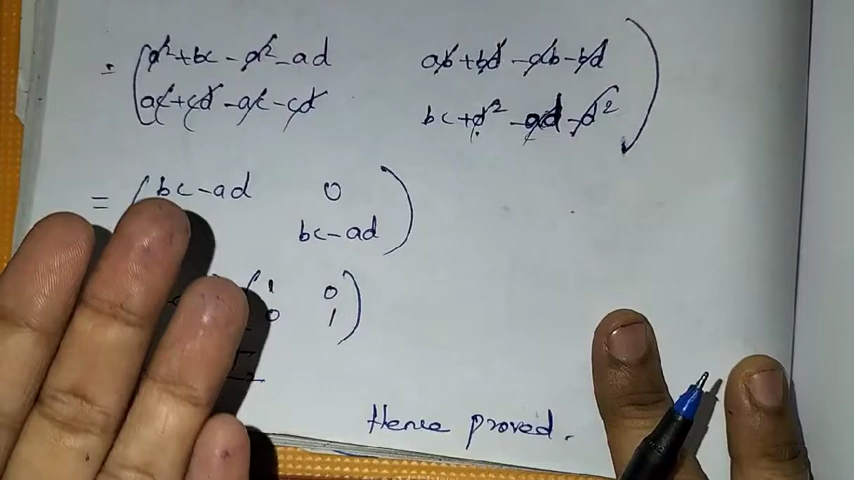 = ( a² + bc - a² - ad   ab + bd - ab - bd
ac + cd - ac - cd   bc + d² - ad - d² )
= ( bc - ad   0
bc - ad )
( 1   0
0   1 )
Hence proved.